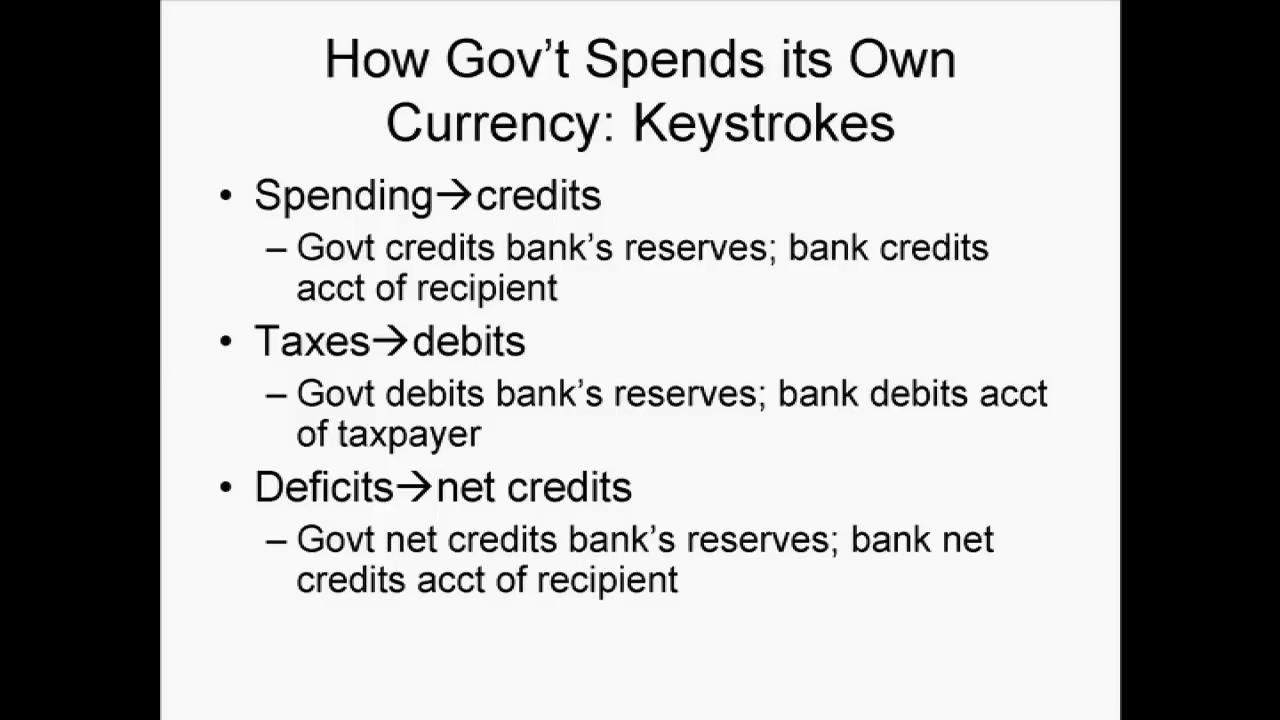 How Gov't Spends its Own
Currency: Keystrokes
• Spending→credits
– Govt credits bank's reserves; bank credits
acct of recipient
• Taxes→debits
– Govt debits bank's reserves; bank debits acct
of taxpayer
• Deficits→net credits
– Govt net credits bank's reserves; bank net
credits acct of recipient